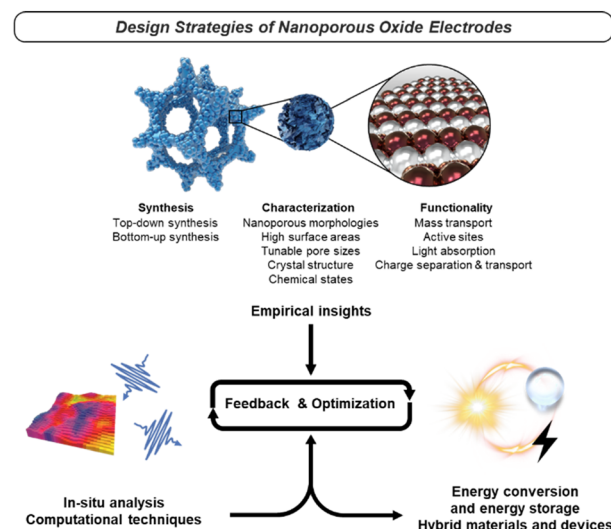 Design Strategies of Nanoporous Oxide Electrodes
Synthesis
Top-down synthesis
Bottom-up synthesis
Characterization
Nanoporous morphologies
High surface areas
Tunable pore sizes
Crystal structure
Chemical states
Functionality
Mass transport
Active sites
Light absorption
Charge separation & transport
Empirical insights
Feedback & Optimization
In-situ analysis
Computational techniques
Energy conversion
and energy storage
Hybrid materials and devices